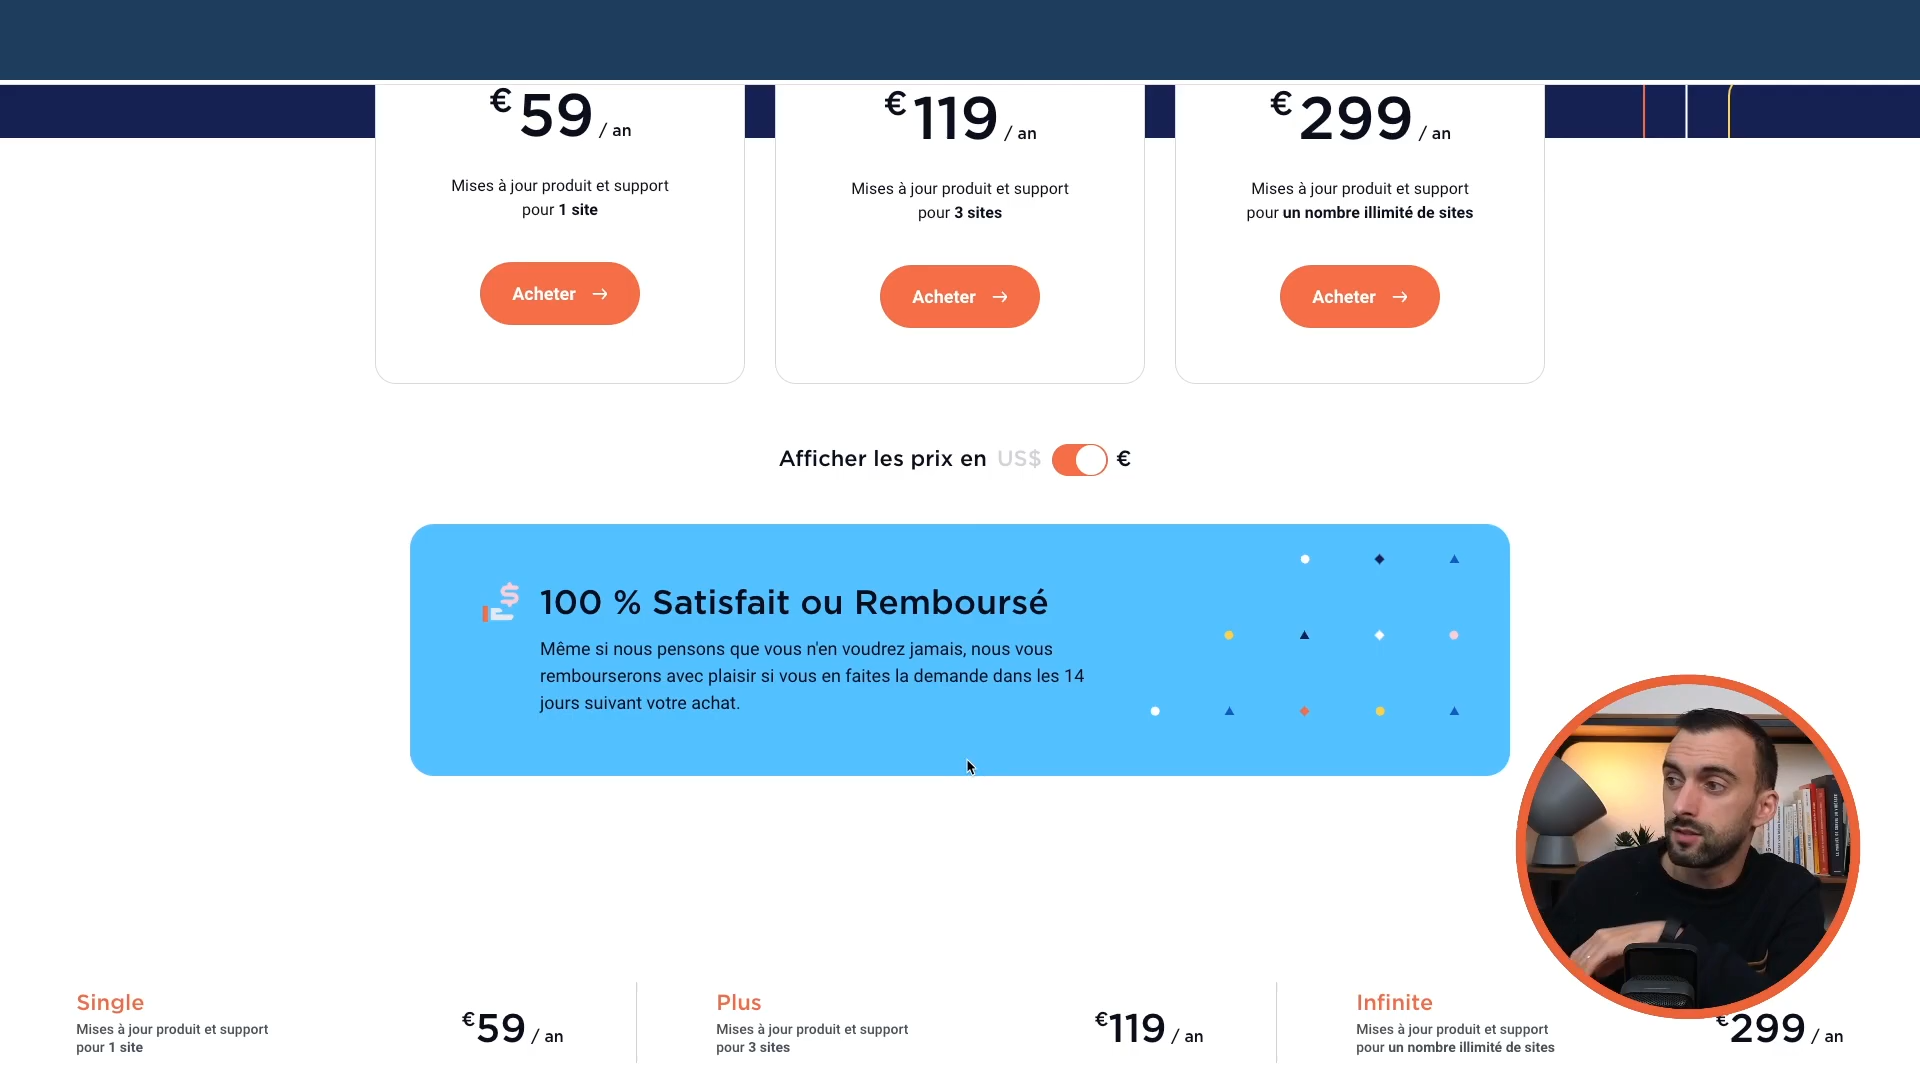 €59 / an
Mises à jour produit et support
pour 1 site
Acheter →
€119 / an
Mises à jour produit et support
pour 3 sites
Acheter →
€299 / an
Mises à jour produit et support
pour un nombre illimité de sites
Acheter →
Afficher les prix en US$ €
100 % Satisfait ou Remboursé
Même si nous pensons que vous n'en voudrez jamais, nous vous
rembourserons avec plaisir si vous en faites la demande dans les 14
jours suivant votre achat.
Single
Mises à jour produit et support
pour 1 site
€59 / an
Plus
Mises à jour produit et support
pour 3 sites
€119 / an
Infinite
Mises à jour produit et support
pour un nombre illimité de sites
€299 / an